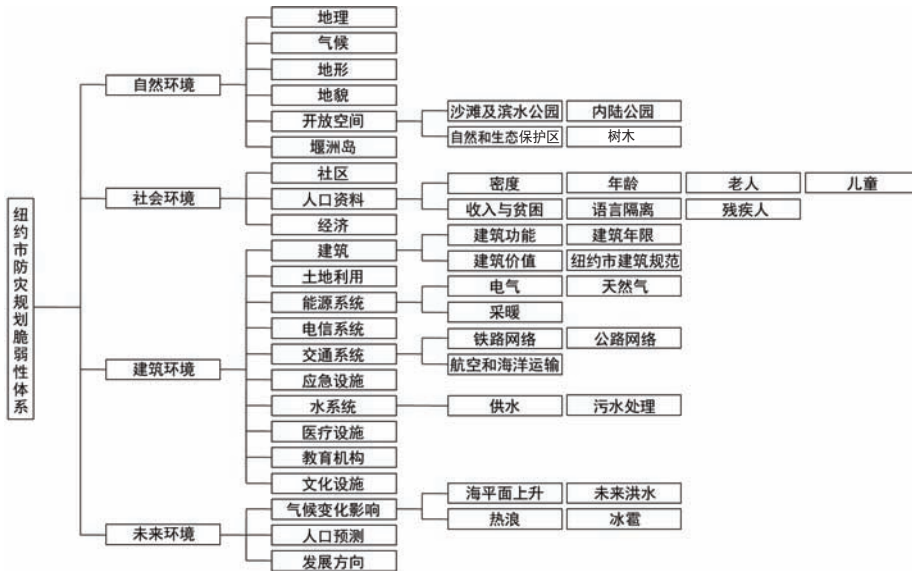 纽约市防灾规划脆弱性体系
自然环境
地理
气候
地形
地貌
开放空间
沙滩及滨水公园
内陆公园
自然和生态保护区
树木
堰洲岛
社会环境
社区
人口资料
密度
年龄
老人
儿童
收入与贫困
语言隔离
残疾人
经济
建筑环境
建筑
建筑功能
建筑年限
建筑价值
纽约市建筑规范
土地利用
能源系统
电气
天然气
采暖
电信系统
交通系统
铁路网络
公路网络
航空和海洋运输
应急设施
水系统
供水
污水处理
医疗设施
教育机构
文化设施
未来环境
气候变化影响
海平面上升
未来洪水
热浪
冰雹
人口预测
发展方向